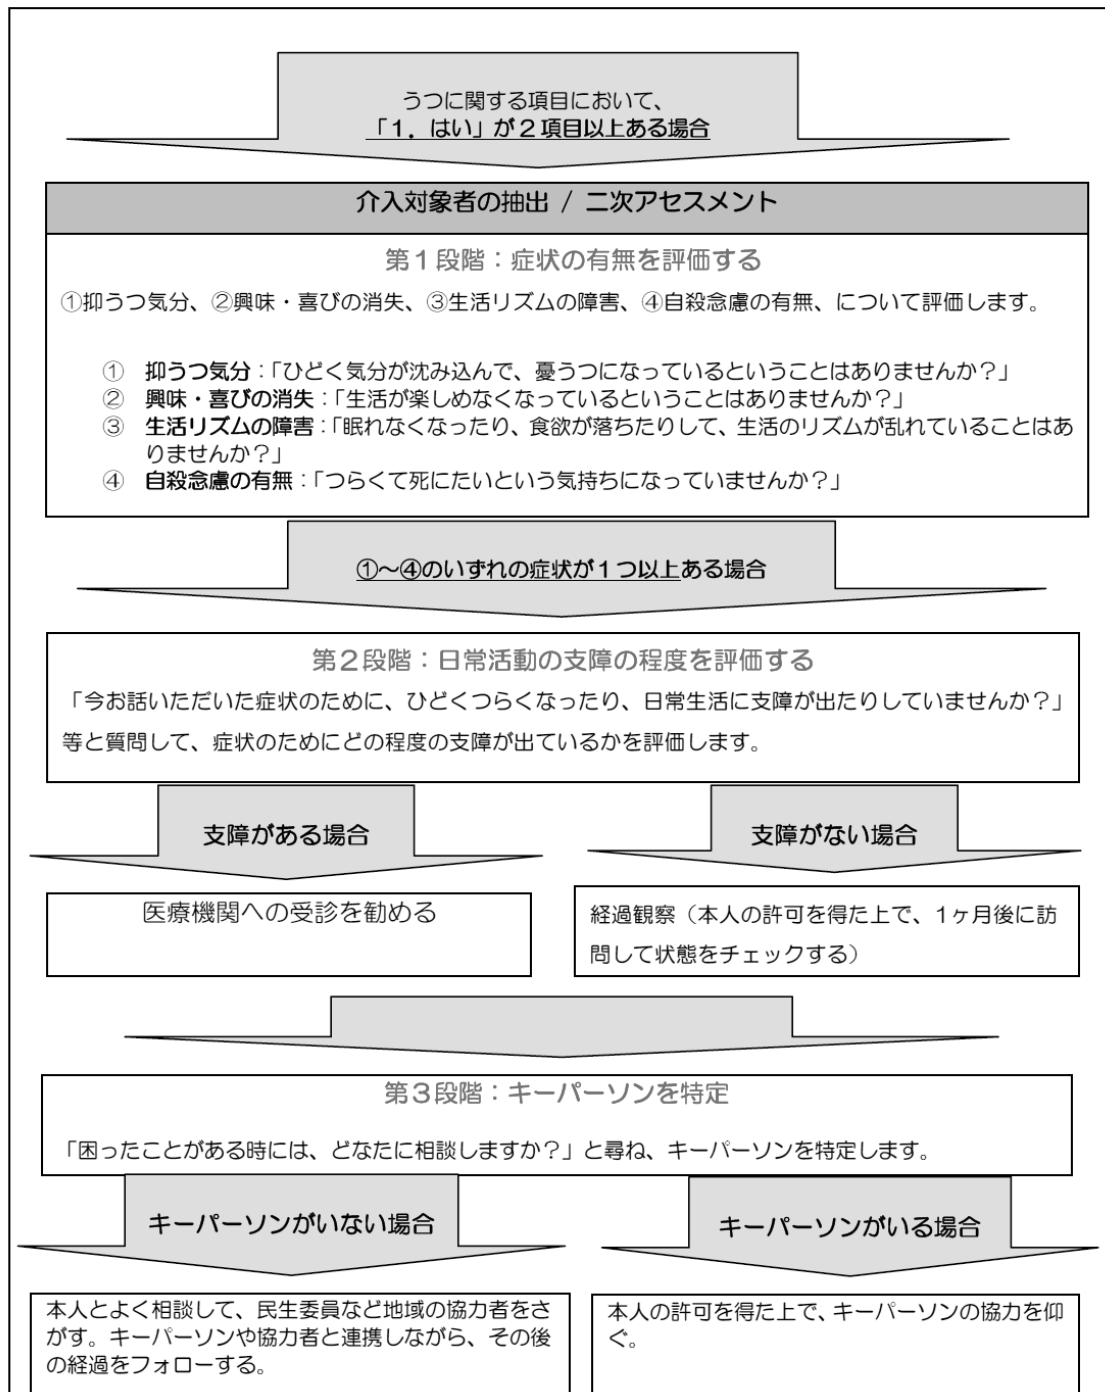 うつに関する項目において、
「1．はい」が２項目以上ある場合
介入対象者の抽出 / 二次アセスメント
第１段階：症状の有無を評価する
①抑うつ気分、②興味・喜びの消失、③生活リズムの障害、④自殺念慮の有無、について評価します。
① 抑うつ気分：「ひどく気分が沈み込んで、憂うつになっているということはありませんか？」
② 興味・喜びの消失：「生活が楽しめなくなっているということはありませんか？」
③ 生活リズムの障害：「眠れなくなったり、食欲が落ちたりして、生活のリズムが乱れていることはあ
りませんか？」
④ 自殺念慮の有無：「つらくて死にたいという気持ちになっていませんか？」
①～④のいずれの症状が１つ以上ある場合
第２段階：日常活動の支障の程度を評価する
「今お話いただいた症状のために、ひどくつらくなったり、日常生活に支障が出たりしていませんか？」
等と質問して、症状のためにどの程度の支障が出ているかを評価します。
支障がある場合
支障がない場合
医療機関への受診を勧める
経過観察（本人の許可を得た上で、1ヶ月後に訪
問して状態をチェックする）
第３段階：キーパーソンを特定
「困ったことがある時には、どなたに相談しますか？」と尋ね、キーパーソンを特定します。
キーパーソンがいない場合
キーパーソンがいる場合
本人とよく相談して、民生委員など地域の協力者をさ
がす。キーパーソンや協力者と連携しながら、その後
の経過をフォローする。
本人の許可を得た上で、キーパーソンの協力を仰
ぐ。